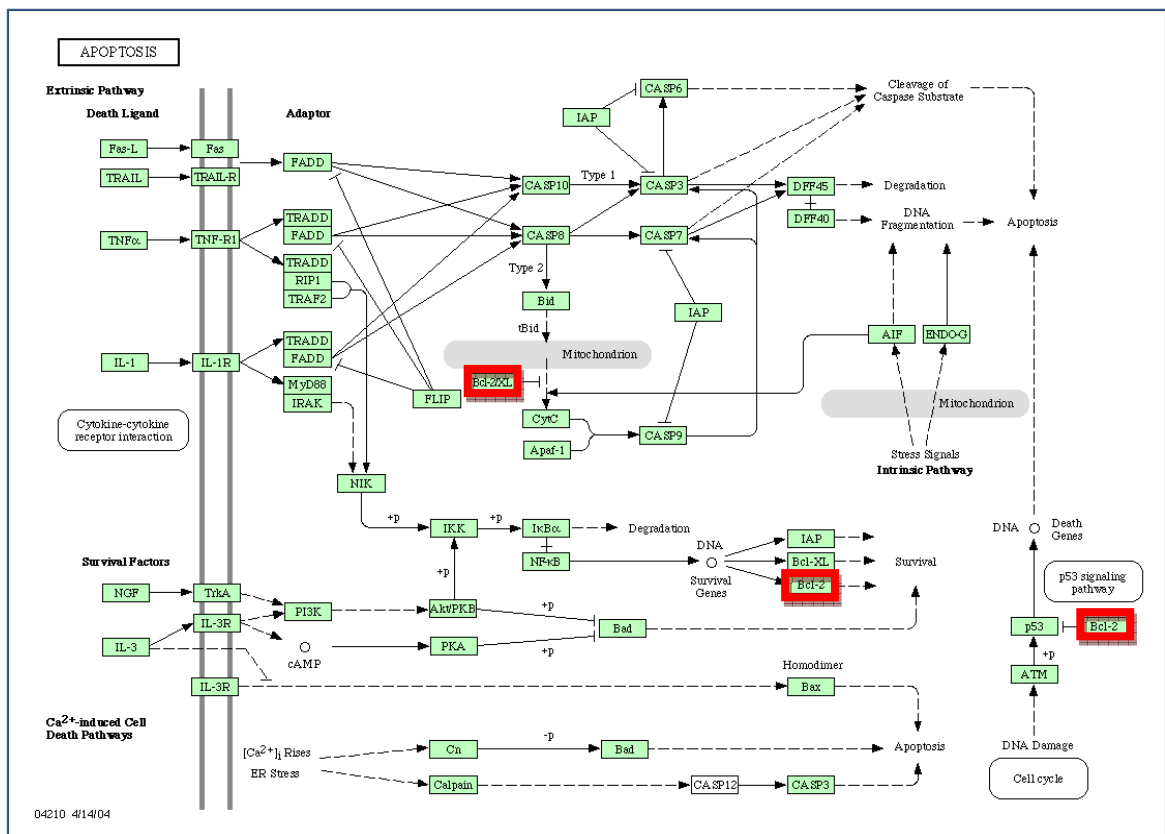 APOPTOSIS
Extrinsic Pathway
Death Ligand
Adaptor
Fas-L
Fas
TRAIL
TRAIL-R
FADD
TNFα
TNF-R1
TRADD
FADD
TRADD
RIP1
TRAF2
IL-1
IL-1R
TRADD
FADD
MyD88
IRAK
Cytokine-cytokine
receptor interaction
FLIP
NIK
CASP6
IAP
CASP10
Type 1
CASP3
CASP8
CASP7
Type 2
Bid
tBid
IAP
Mitochondrion
Bcl-2/XL
CytC
Apaf-1
CASP9
Cleavage of
Caspase Substrate
DFF45
Degradation
DFF40
DNA
Fragmentation
Apoptosis
AIF
ENDO-G
Mitochondrion
Stress Signals
Intrinsic Pathway
+p
IKK
+p
IκBα
Degradation
NF-κB
DNA
Survival
Genes
IAP
Bcl-XL
Bcl-2
Survival
DNA
Death
Genes
p53 signaling
pathway
p53
Bcl-2
+p
ATM
DNA Damage
Cell cycle
Survival Factors
NGF
TrkA
IL-3R
IL-3
PI3K
+p
Akt/PKB
+p
cAMP
PKA
+p
Bad
IL-3R
Homodimer
Bax
Ca2+-induced Cell
Death Pathways
[Ca2+]i Rises
ER Stress
Cn
-p
Bad
Apoptosis
Calpain
CASP12
CASP3
04210 4/14/04